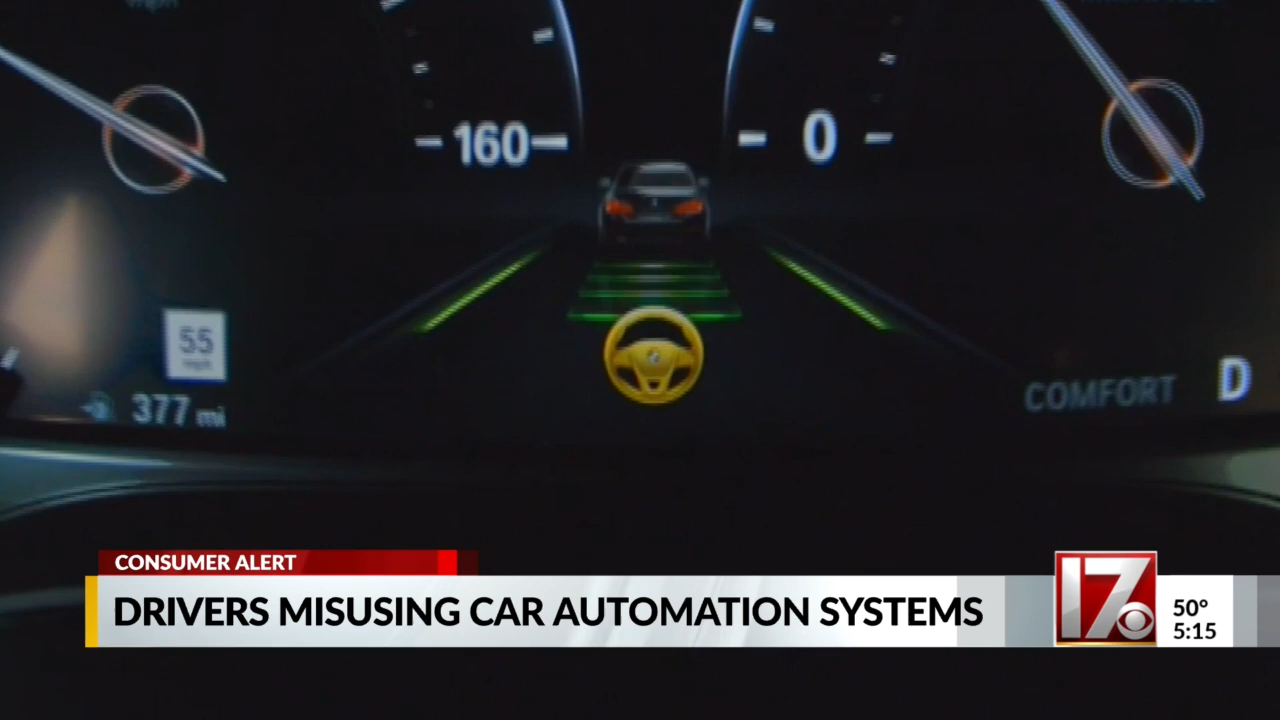 160
0
55
mph
377 mi
COMFORT
D
CONSUMER ALERT
DRIVERS MISUSING CAR AUTOMATION SYSTEMS
17
50°
5:15